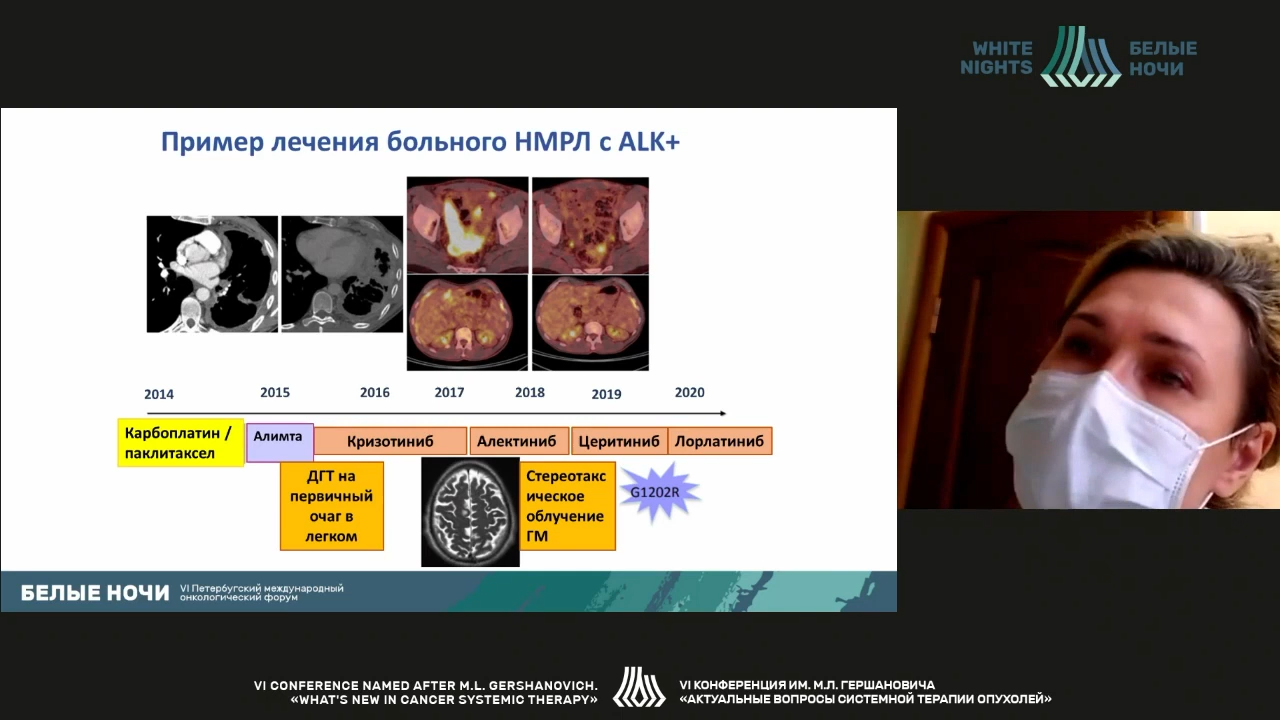 WHITE
NIGHTS
БЕЛЫЕ
НОЧИ
Пример лечения больного НМРЛ с ALK+
2014 2015 2016 2017 2018 2019 2020
Карбоплатин /
паклитаксел
Алимта
Кризотиниб
Алектиниб
Церитиниб
Лорлатиниб
ДГТ на
первичный
очаг в
легком
Стереотакс
ическое
облучение
ГМ
G1202R
БЕЛЫЕ НОЧИ
VI Петербугский международный
онкологический форум
VI CONFERENCE NAMED AFTER M.L. GERSHANOVICH.
«WHAT'S NEW IN CANCER SYSTEMIC THERAPY»
VI КОНФЕРЕНЦИЯ ИМ. М.Л. ГЕРШАНОВИЧА
«АКТУАЛЬНЫЕ ВОПРОСЫ СИСТЕМНОЙ ТЕРАПИИ ОПУХОЛЕЙ»